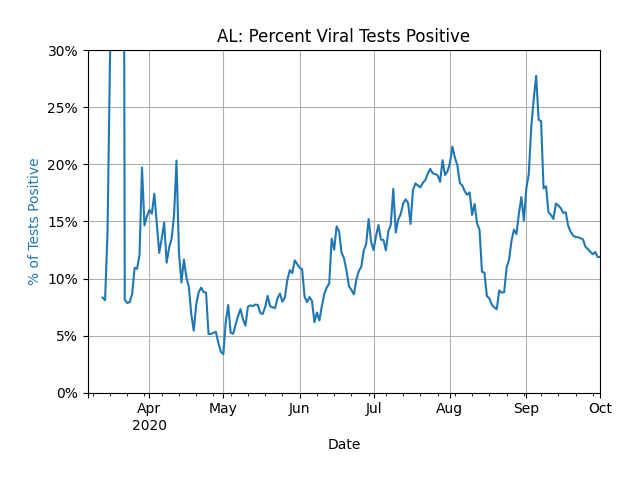 AL: Percent Viral Tests Positive
30%
25%
20%
15%
10%
5%
0%
% of Tests Positive
Apr May Jun Jul Aug Sep Oct
2020
Date